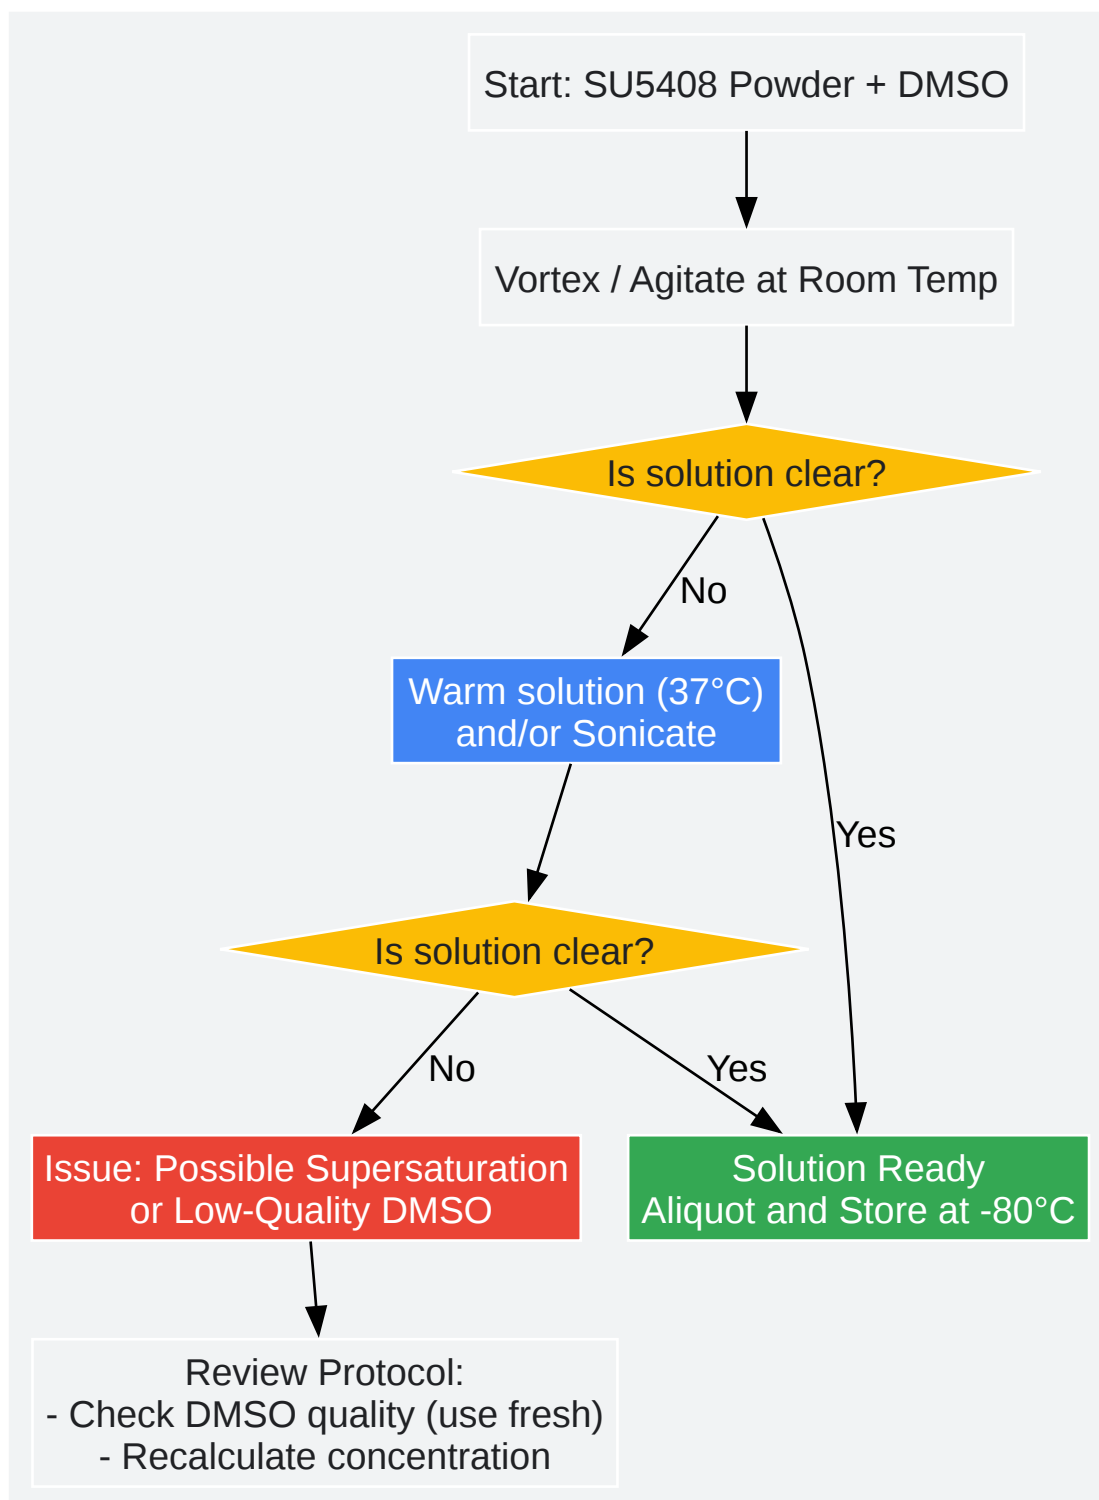 Start: SU5408 Powder + DMSO
Vortex / Agitate at Room Temp
Is solution clear?
No
Warm solution (37°C)
and/or Sonicate
Yes
Is solution clear?
No
Yes
Issue: Possible Supersaturation
or Low-Quality DMSO
Solution Ready
Aliquot and Store at -80°C
Review Protocol:
- Check DMSO quality (use fresh)
- Recalculate concentration